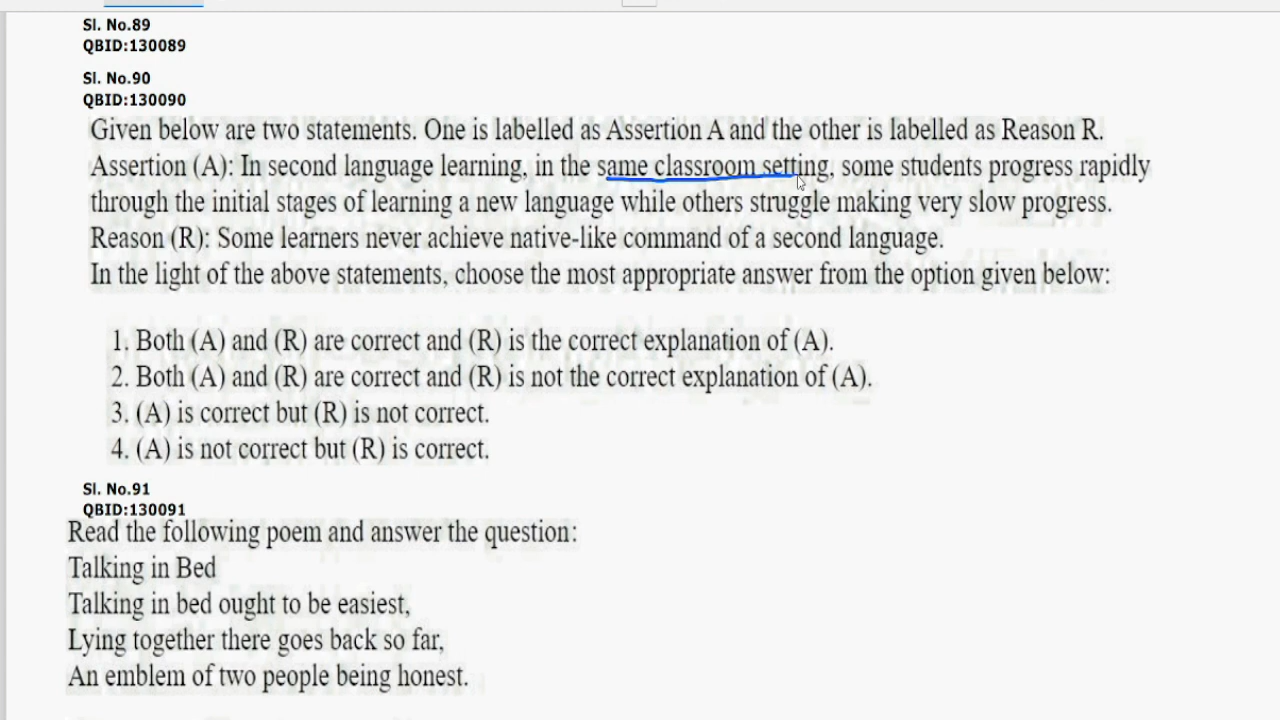 Sl. No.89
QBID:130089
Sl. No.90
QBID:130090
Given below are two statements. One is labelled as Assertion A and the other is labelled as Reason R.
Assertion (A): In second language learning, in the same classroom setting, some students progress rapidly
through the initial stages of learning a new language while others struggle making very slow progress.
Reason (R): Some learners never achieve native-like command of a second language.
In the light of the above statements, choose the most appropriate answer from the option given below:
1. Both (A) and (R) are correct and (R) is the correct explanation of (A).
2. Both (A) and (R) are correct and (R) is not the correct explanation of (A).
3. (A) is correct but (R) is not correct.
4. (A) is not correct but (R) is correct.
Sl. No.91
QBID:130091
Read the following poem and answer the question:
Talking in Bed
Talking in bed ought to be easiest,
Lying together there goes back so far,
An emblem of two people being honest.